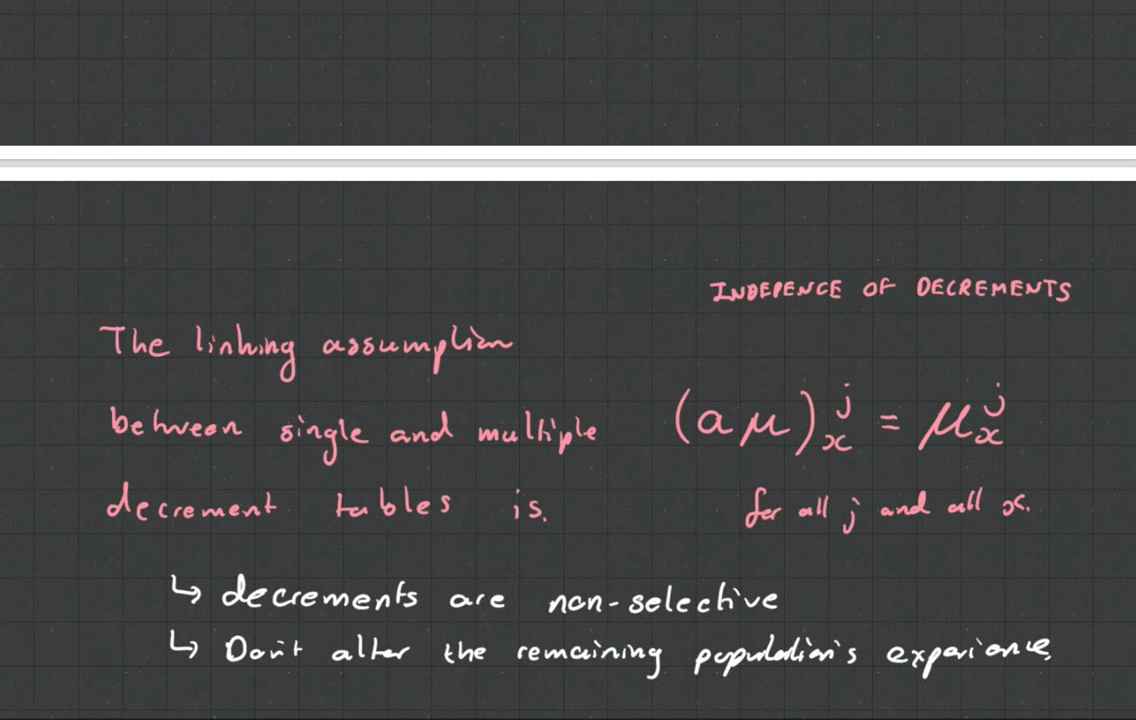 INDEPENCE OF DECREMENTS
The linking assumption
between single and multiple (aμ)ʲₓ = μʲₓ
decrement tables is. for all j and all x.
↳ decrements are non-selective
↳ Don't alter the remaining population's experience.